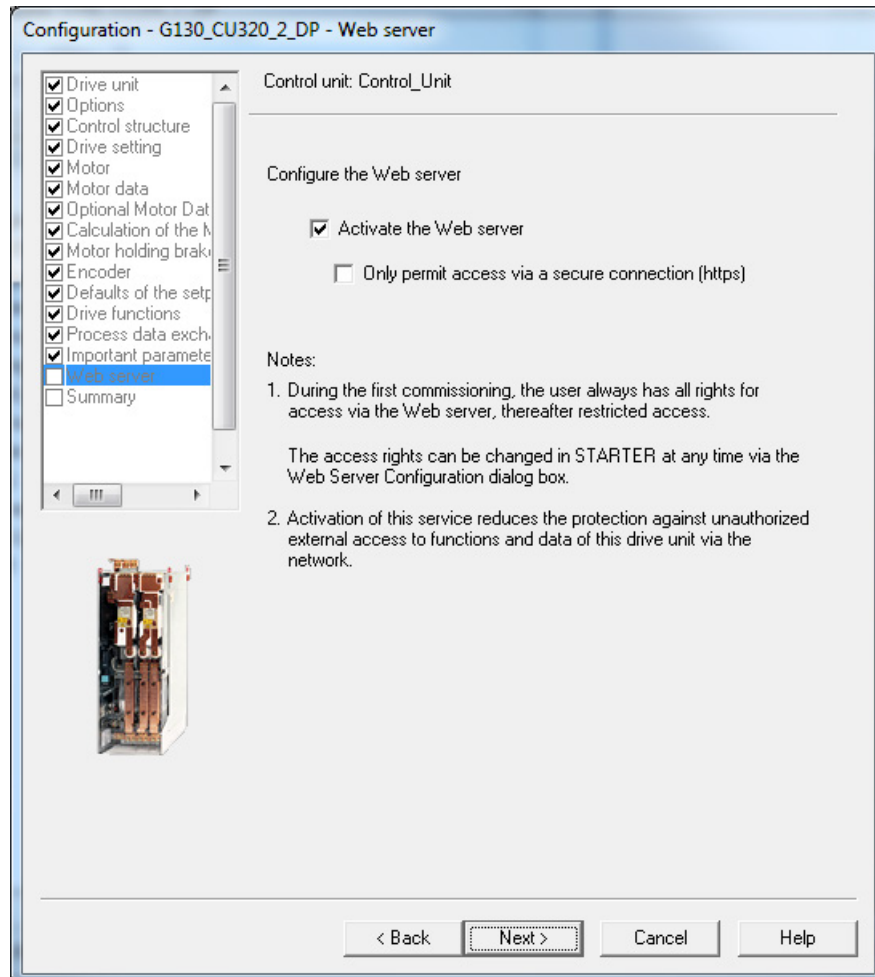 Configuration - G130_CU320_2_DP - Web server
Drive unit
Options
Control structure
Drive setting
Motor
Motor data
Optional Motor Dat
Calculation of the M
Motor holding brak
Encoder
Defaults of the setp
Drive functions
Process data exch
Important paramete
Web server
Summary
Control unit: Control_Unit
Configure the Web server
Activate the Web server
Only permit access via a secure connection (https)
Notes:
1. During the first commissioning, the user always has all rights for
access via the Web server, thereafter restricted access.
The access rights can be changed in STARTER at any time via the
Web Server Configuration dialog box.
2. Activation of this service reduces the protection against unauthorized
external access to functions and data of this drive unit via the
network.
< Back
Next >
Cancel
Help